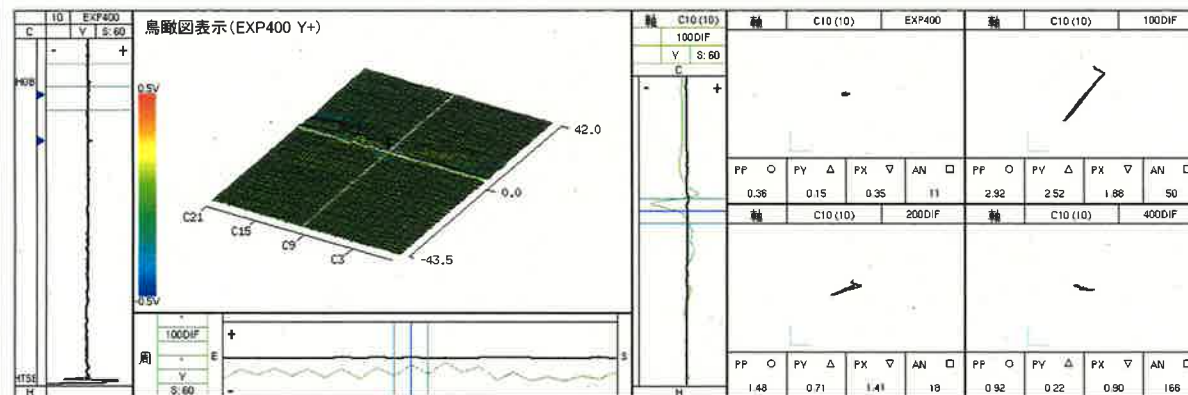 10 EXP400
C Y S:60
- +
H08
HTSE
H
鳥瞰図表示(EXP400 Y+)
0.5V
-0.5V
42.0
0.0
-43.5
C21
C15
C9
C3
周
100DIF
Y
S:60
+
-
E
S
軸 C10(10)
100DIF
Y S:60
C
- +
H
軸 C10(10) EXP400
PP ○ PY △ PX ▽ AN □
0.36 0.15 0.35 11
軸 C10(10) 100DIF
PP ○ PY △ PX ▽ AN □
2.92 2.52 1.88 50
軸 C10(10) 200DIF
PP ○ PY △ PX ▽ AN □
1.48 0.71 1.41 18
軸 C10(10) 400DIF
PP ○ PY △ PX ▽ AN □
0.92 0.22 0.90 166